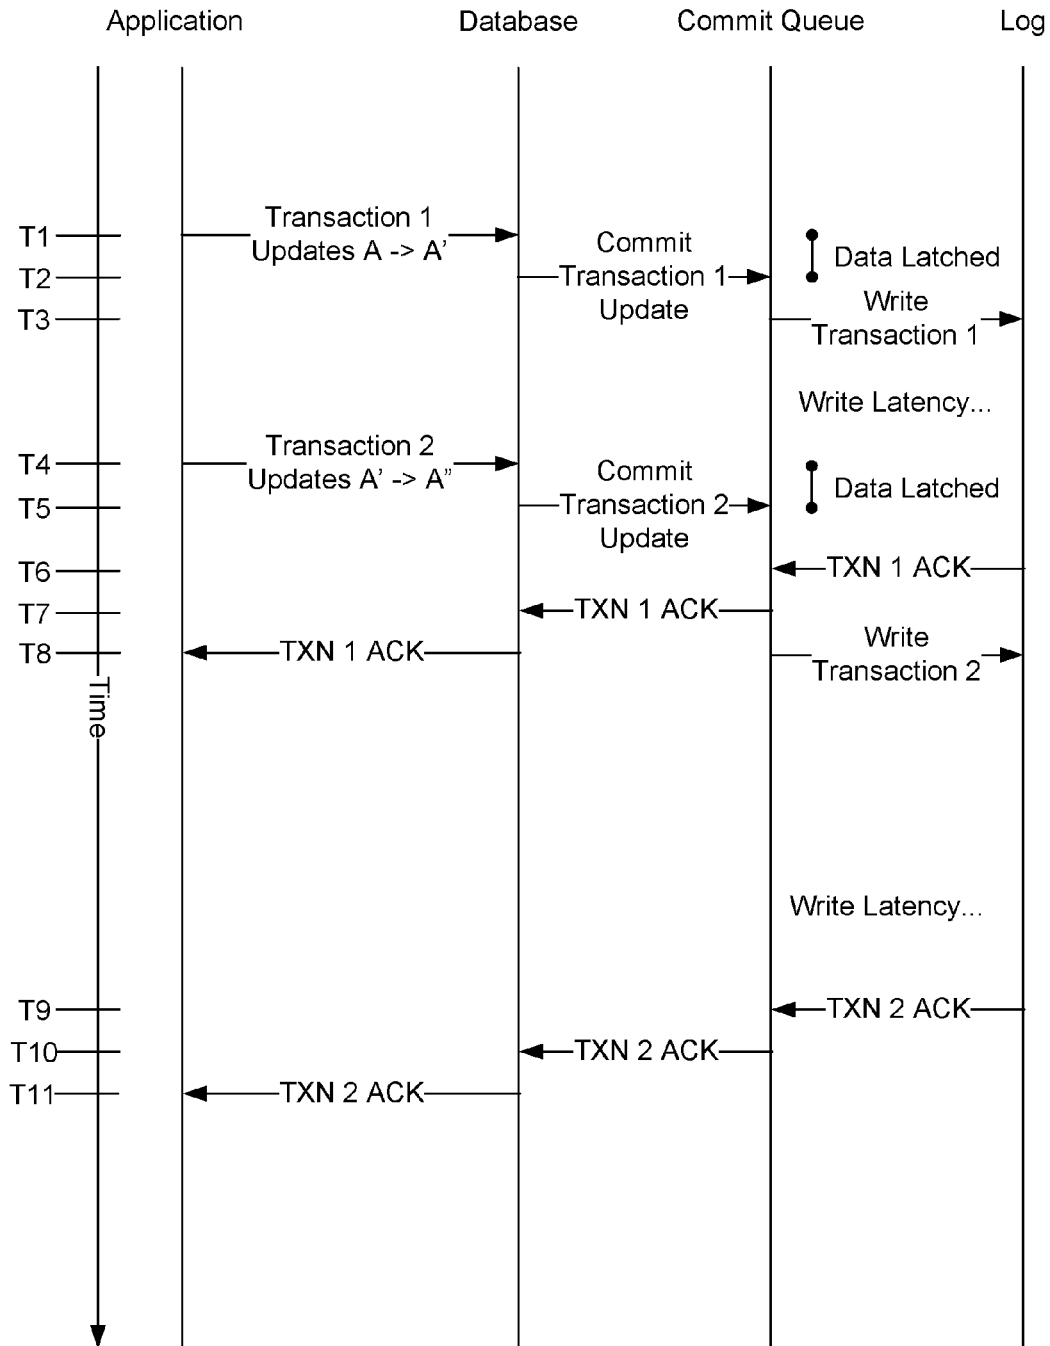 Application Database Commit Queue Log
T1
Transaction 1
Updates A -> A'
Commit
Transaction 1
Update
Data Latched
T2
T3
Write
Transaction 1
Write Latency...
T4
Transaction 2
Updates A' -> A"
Commit
Transaction 2
Update
Data Latched
T5
T6
TXN 1 ACK
T7
TXN 1 ACK
T8
TXN 1 ACK
Write
Transaction 2
Time
Write Latency...
T9
TXN 2 ACK
T10
TXN 2 ACK
T11
TXN 2 ACK